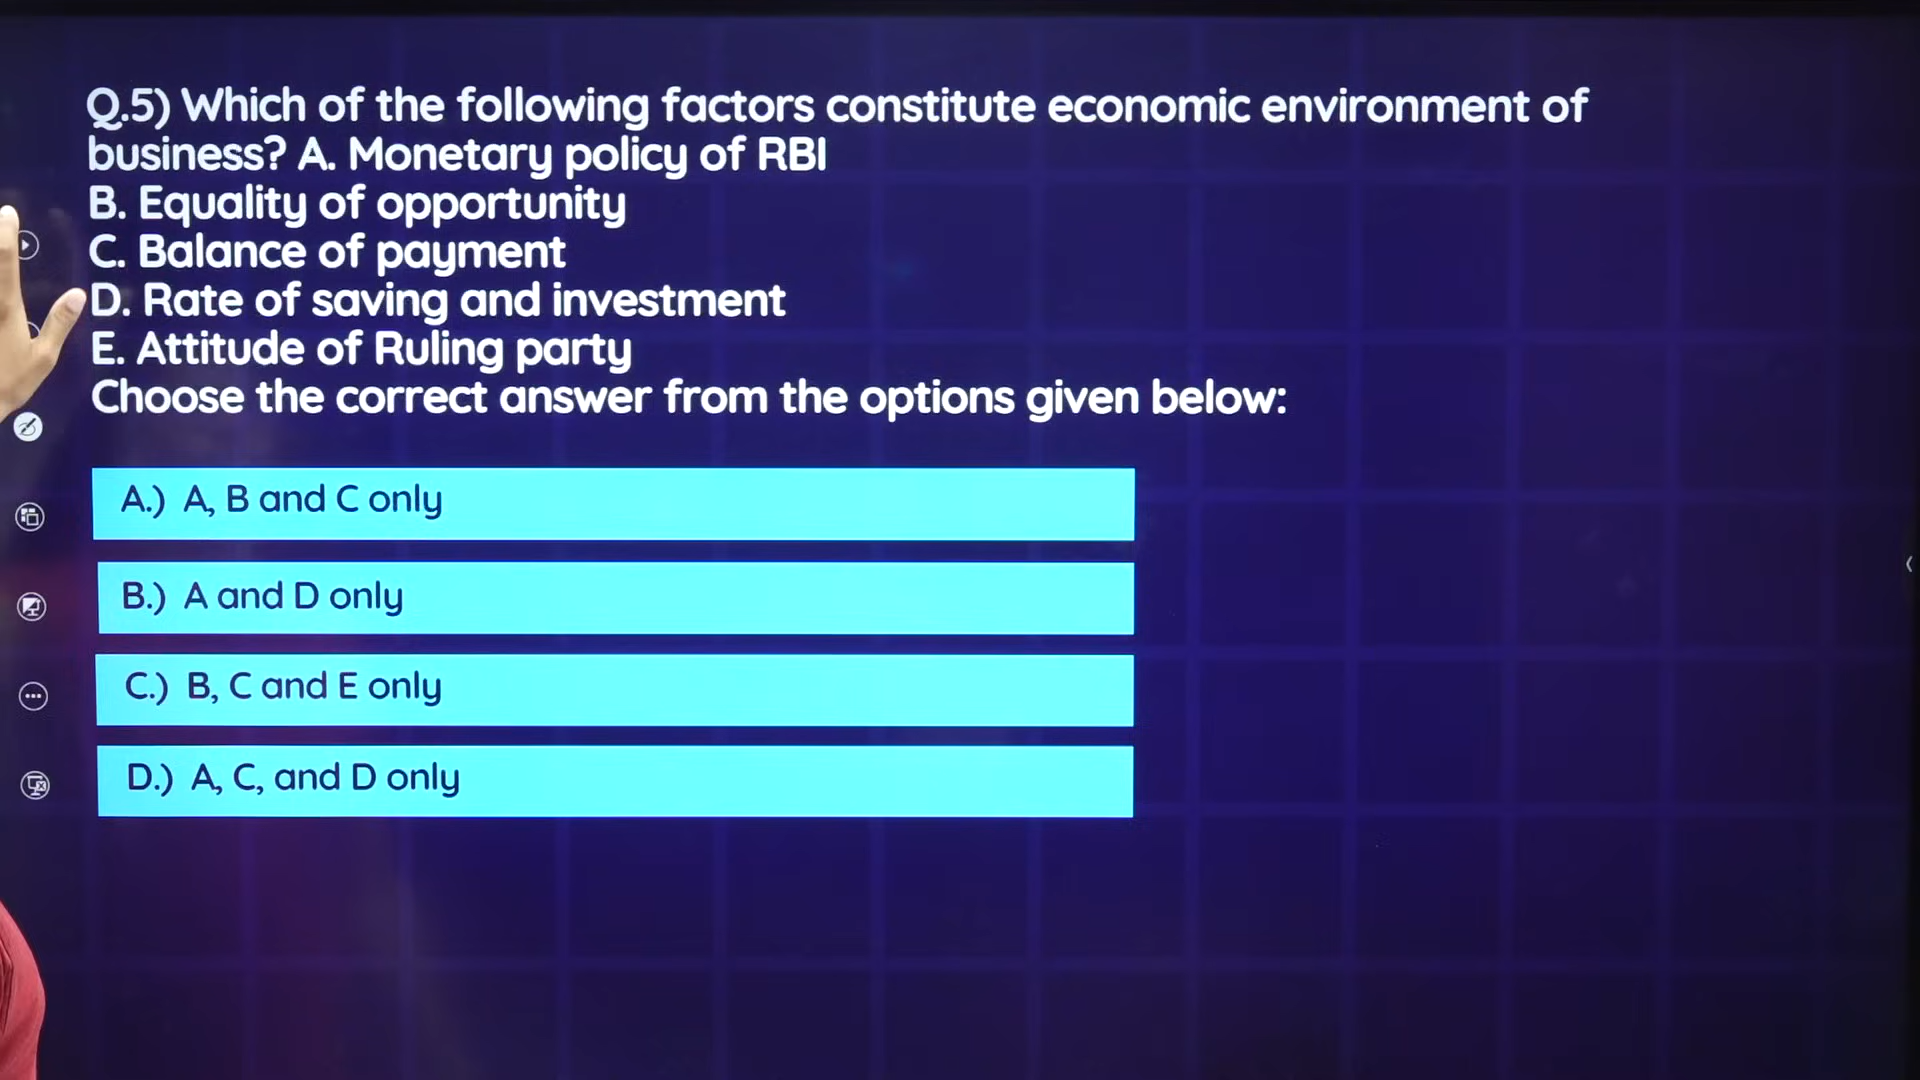 Q.5) Which of the following factors constitute economic environment of
business? A. Monetary policy of RBI
B. Equality of opportunity
C. Balance of payment
D. Rate of saving and investment
E. Attitude of Ruling party
Choose the correct answer from the options given below:
A.) A, B and C only
B.) A and D only
C.) B, C and E only
D.) A, C, and D only